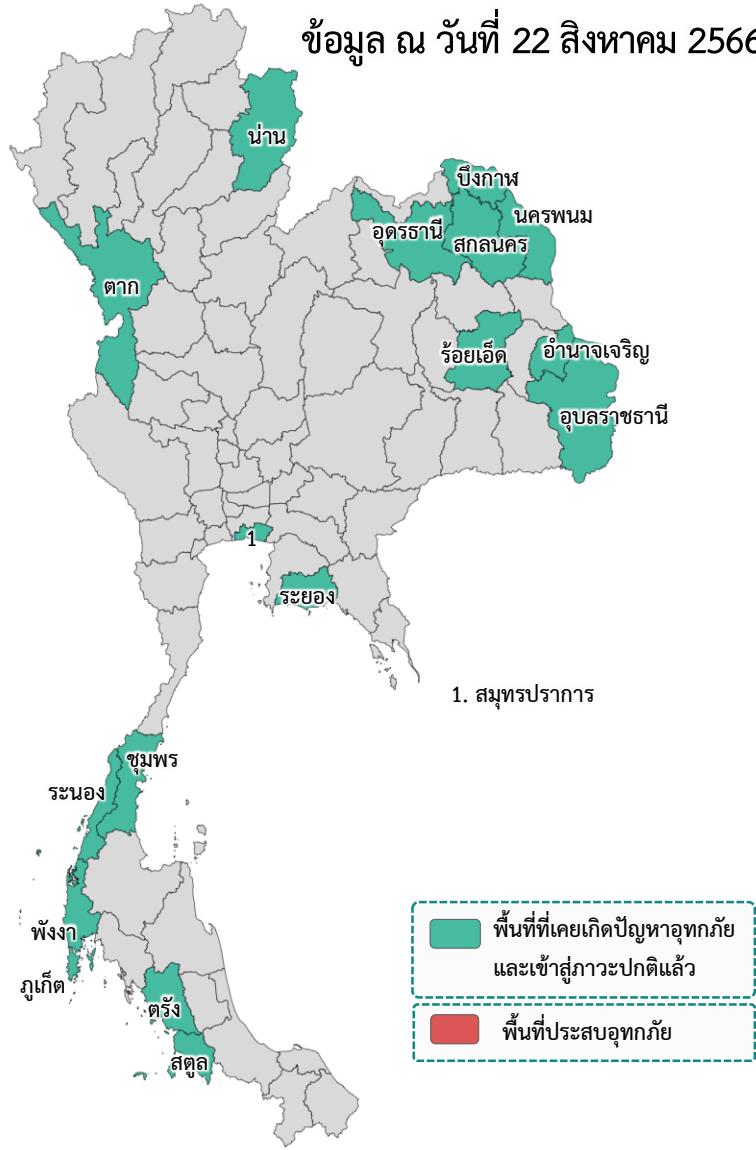 ข้อมูล ณ วันที่ 22 สิงหาคม 2566
น่าน
บึงกาฬ
นครพนม
อุดรธานี
สกลนคร
ตาก
ร้อยเอ็ด
อำนาจเจริญ
อุบลราชธานี
1
ระยอง
1. สมุทรปราการ
ชุมพร
ระนอง
พังงา
ภูเก็ต
ตรัง
สตูล
พื้นที่ที่เคยเกิดปัญหาอุทกภัย
และเข้าสู่ภาวะปกติแล้ว
พื้นที่ประสบอุทกภัย